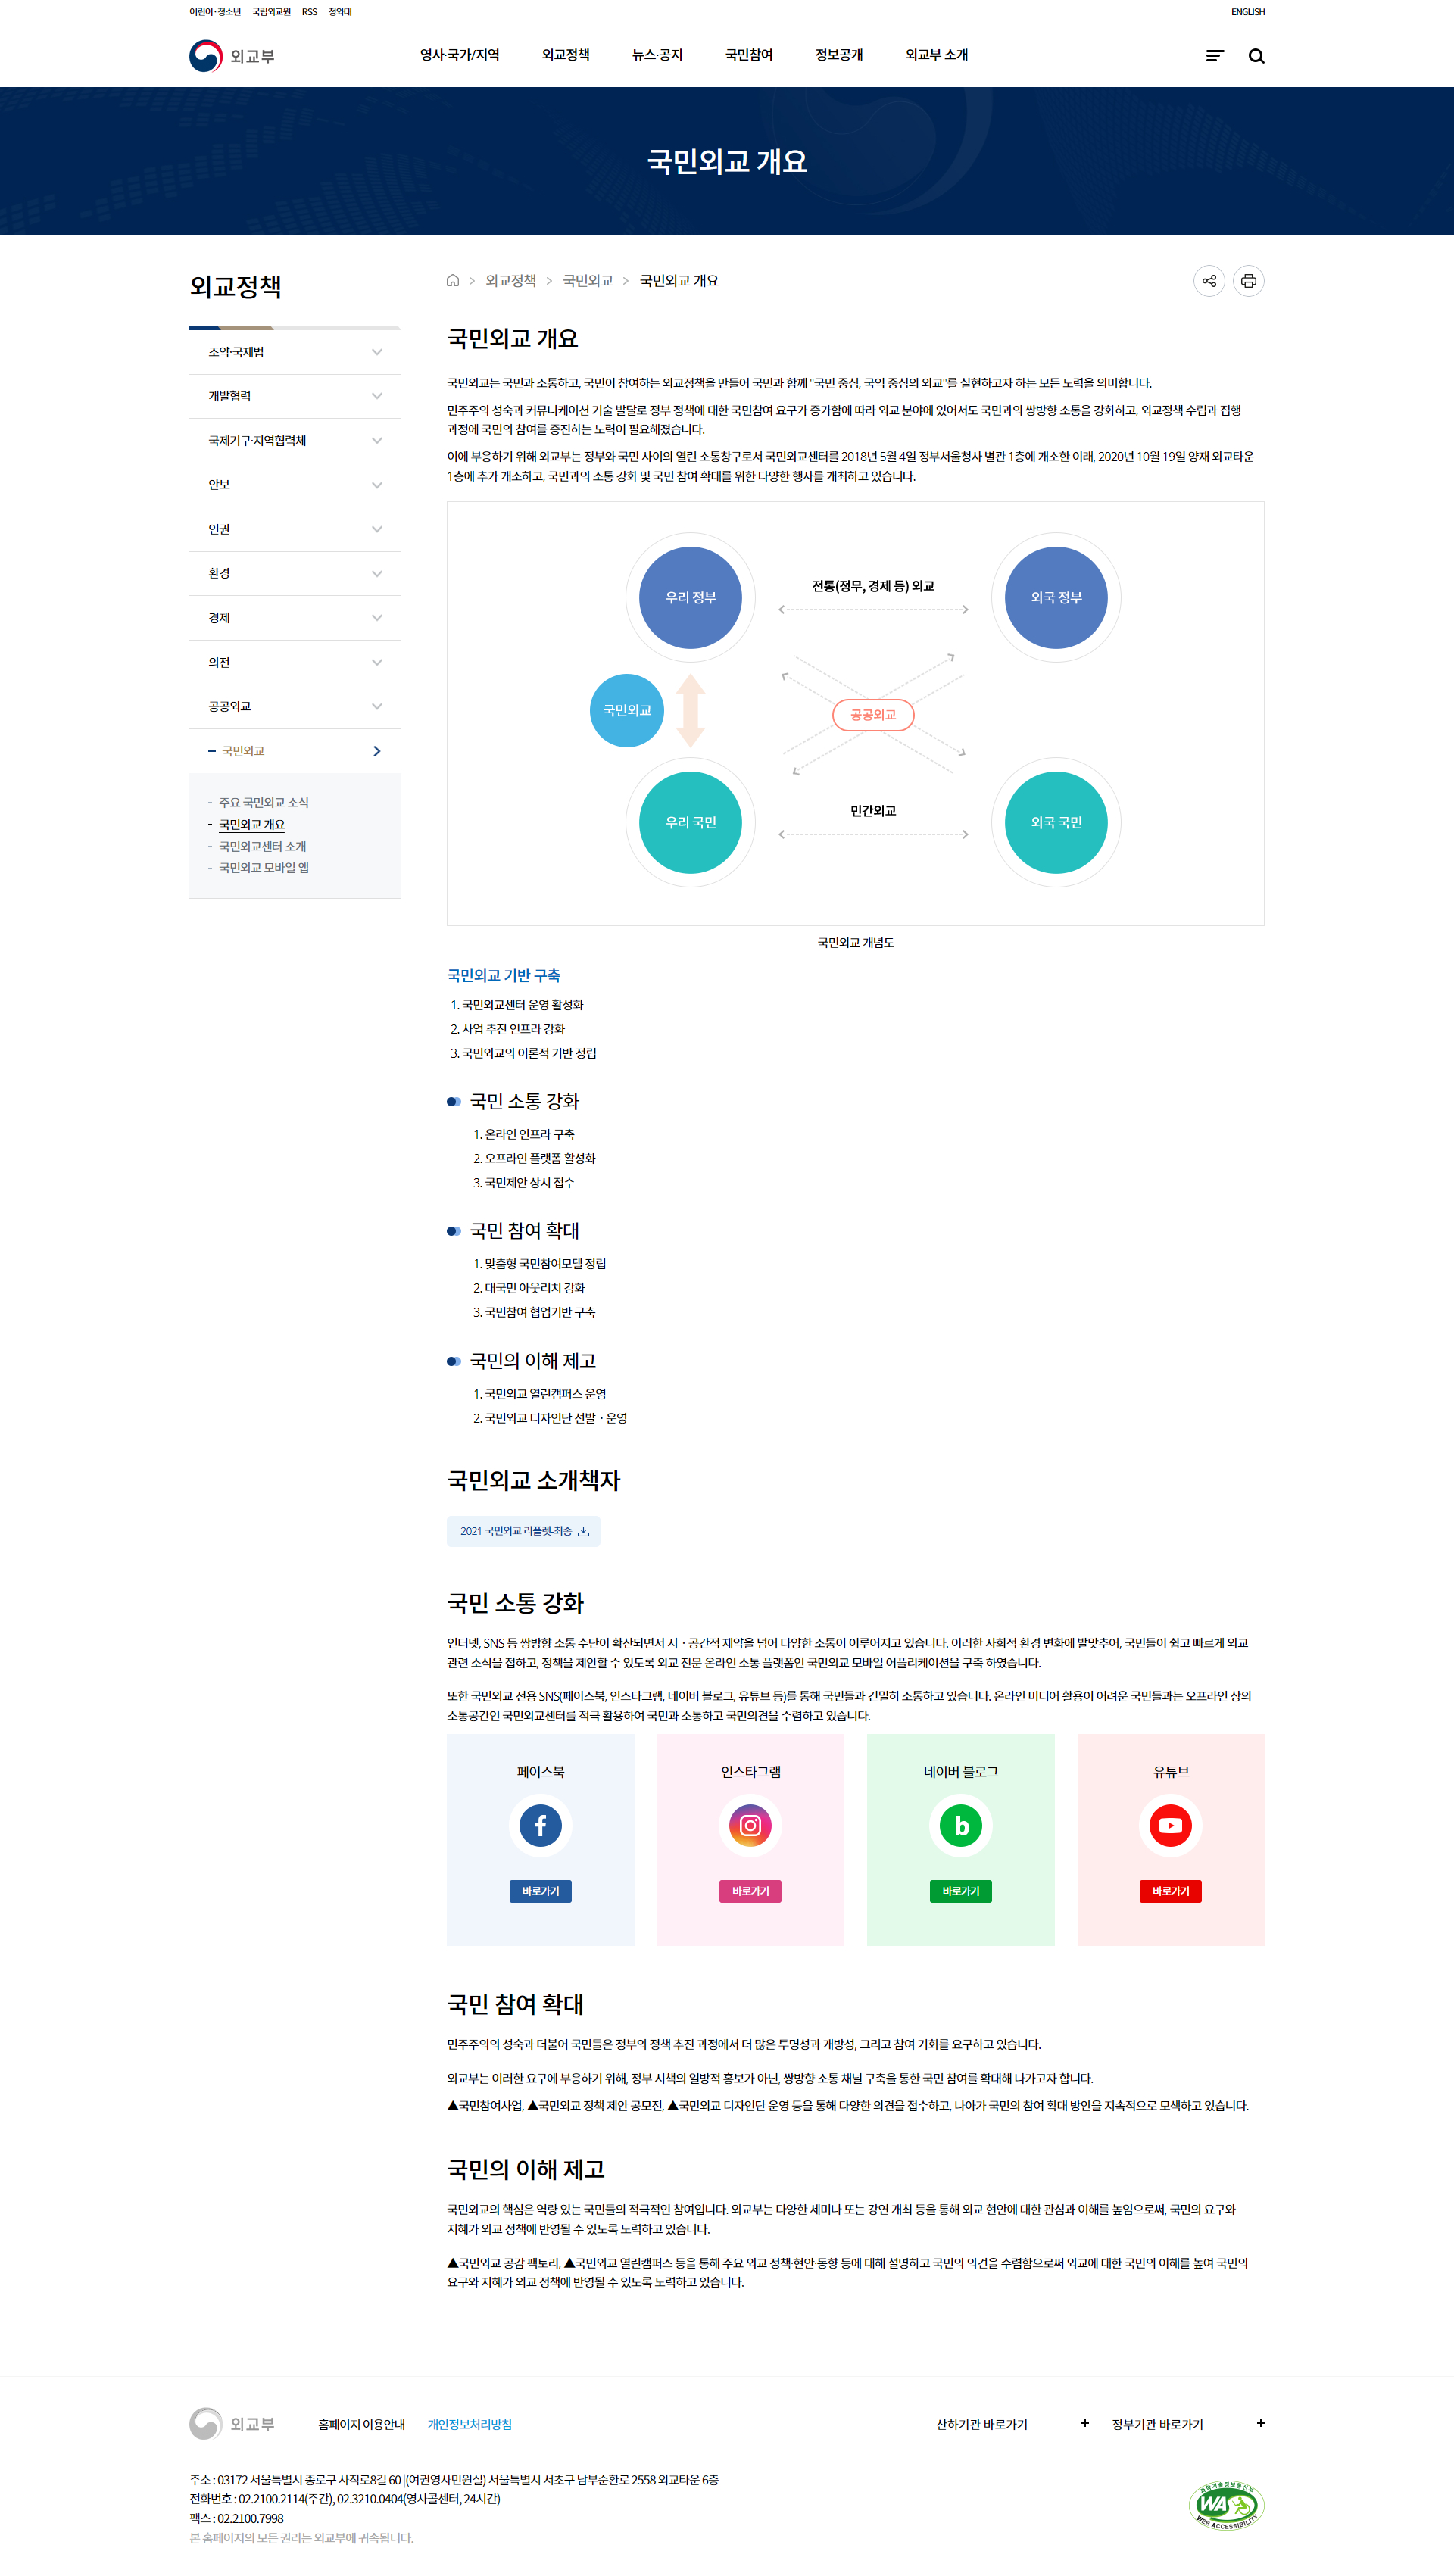 어린이·청소년 국립외교원 RSS 청와대 ENGLISH
외교부 영사·국가/지역 외교정책 뉴스·공지 국민참여 정보공개 외교부 소개
국민외교 개요
외교정책
조약·국제법
개발협력
국제기구·지역협력체
안보
인권
환경
경제
의전
공공외교
국민외교
- 주요 국민외교 소식
- 국민외교 개요
- 국민외교센터 소개
- 국민외교 모바일 앱
> 외교정책 > 국민외교 > 국민외교 개요
국민외교 개요
국민외교는 국민과 소통하고, 국민이 참여하는 외교정책을 만들어 국민과 함께 "국민 중심, 국익 중심의 외교"를 실현하고자 하는 모든 노력을 의미합니다.
민주주의 성숙과 커뮤니케이션 기술 발달로 정부 정책에 대한 국민참여 요구가 증가함에 따라 외교 분야에 있어서도 국민과의 쌍방향 소통을 강화하고, 외교정책 수립과 집행
과정에 국민의 참여를 증진하는 노력이 필요해졌습니다.
이에 부응하기 위해 외교부는 정부와 국민 사이의 열린 소통창구로서 국민외교센터를 2018년 5월 4일 정부서울청사 별관 1층에 개소한 이래, 2020년 10월 19일 양재 외교타운
1층에 추가 개소하고, 국민과의 소통 강화 및 국민 참여 확대를 위한 다양한 행사를 개최하고 있습니다.
우리 정부
전통(정무, 경제 등) 외교
외국 정부
국민외교
공공외교
우리 국민
민간외교
외국 국민
국민외교 개념도
국민외교 기반 구축
1. 국민외교센터 운영 활성화
2. 사업 추진 인프라 강화
3. 국민외교의 이론적 기반 정립
국민 소통 강화
1. 온라인 인프라 구축
2. 오프라인 플랫폼 활성화
3. 국민제안 상시 접수
국민 참여 확대
1. 맞춤형 국민참여모델 정립
2. 대국민 아웃리치 강화
3. 국민참여 협업기반 구축
국민의 이해 제고
1. 국민외교 열린캠퍼스 운영
2. 국민외교 디자인단 선발ㆍ운영
국민외교 소개책자
2021 국민외교 리플렛-최종
국민 소통 강화
인터넷, SNS 등 쌍방향 소통 수단이 확산되면서 시ㆍ공간적 제약을 넘어 다양한 소통이 이루어지고 있습니다. 이러한 사회적 환경 변화에 발맞추어, 국민들이 쉽고 빠르게 외교
관련 소식을 접하고, 정책을 제안할 수 있도록 외교 전문 온라인 소통 플랫폼인 국민외교 모바일 어플리케이션을 구축 하였습니다.
또한 국민외교 전용 SNS(페이스북, 인스타그램, 네이버 블로그, 유튜브 등)를 통해 국민들과 긴밀히 소통하고 있습니다. 온라인 미디어 활용이 어려운 국민들과는 오프라인 상의
소통공간인 국민외교센터를 적극 활용하여 국민과 소통하고 국민의견을 수렴하고 있습니다.
페이스북 인스타그램 네이버 블로그 유튜브
f b
바로가기 바로가기 바로가기 바로가기
국민 참여 확대
민주주의의 성숙과 더불어 국민들은 정부의 정책 추진 과정에서 더 많은 투명성과 개방성, 그리고 참여 기회를 요구하고 있습니다.
외교부는 이러한 요구에 부응하기 위해, 정부 시책의 일방적 홍보가 아닌, 쌍방향 소통 채널 구축을 통한 국민 참여를 확대해 나가고자 합니다.
▲국민참여사업, ▲국민외교 정책 제안 공모전, ▲국민외교 디자인단 운영 등을 통해 다양한 의견을 접수하고, 나아가 국민의 참여 확대 방안을 지속적으로 모색하고 있습니다.
국민의 이해 제고
국민외교의 핵심은 역량 있는 국민들의 적극적인 참여입니다. 외교부는 다양한 세미나 또는 강연 개최 등을 통해 외교 현안에 대한 관심과 이해를 높임으로써, 국민의 요구와
지혜가 외교 정책에 반영될 수 있도록 노력하고 있습니다.
▲국민외교 공감 팩토리, ▲국민외교 열린캠퍼스 등을 통해 주요 외교 정책·현안·동향 등에 대해 설명하고 국민의 의견을 수렴함으로써 외교에 대한 국민의 이해를 높여 국민의
요구와 지혜가 외교 정책에 반영될 수 있도록 노력하고 있습니다.
외교부 홈페이지 이용안내 개인정보처리방침 산하기관 바로가기 + 정부기관 바로가기 +
주소 : 03172 서울특별시 종로구 사직로8길 60 |(여권영사민원실) 서울특별시 서초구 남부순환로 2558 외교타운 6층
전화번호 : 02.2100.2114(주간), 02.3210.0404(영사콜센터, 24시간)
팩스 : 02.2100.7998
본 홈페이지의 모든 권리는 외교부에 귀속됩니다.
과학기술정보통신부
WA
WEB ACCESSIBILITY